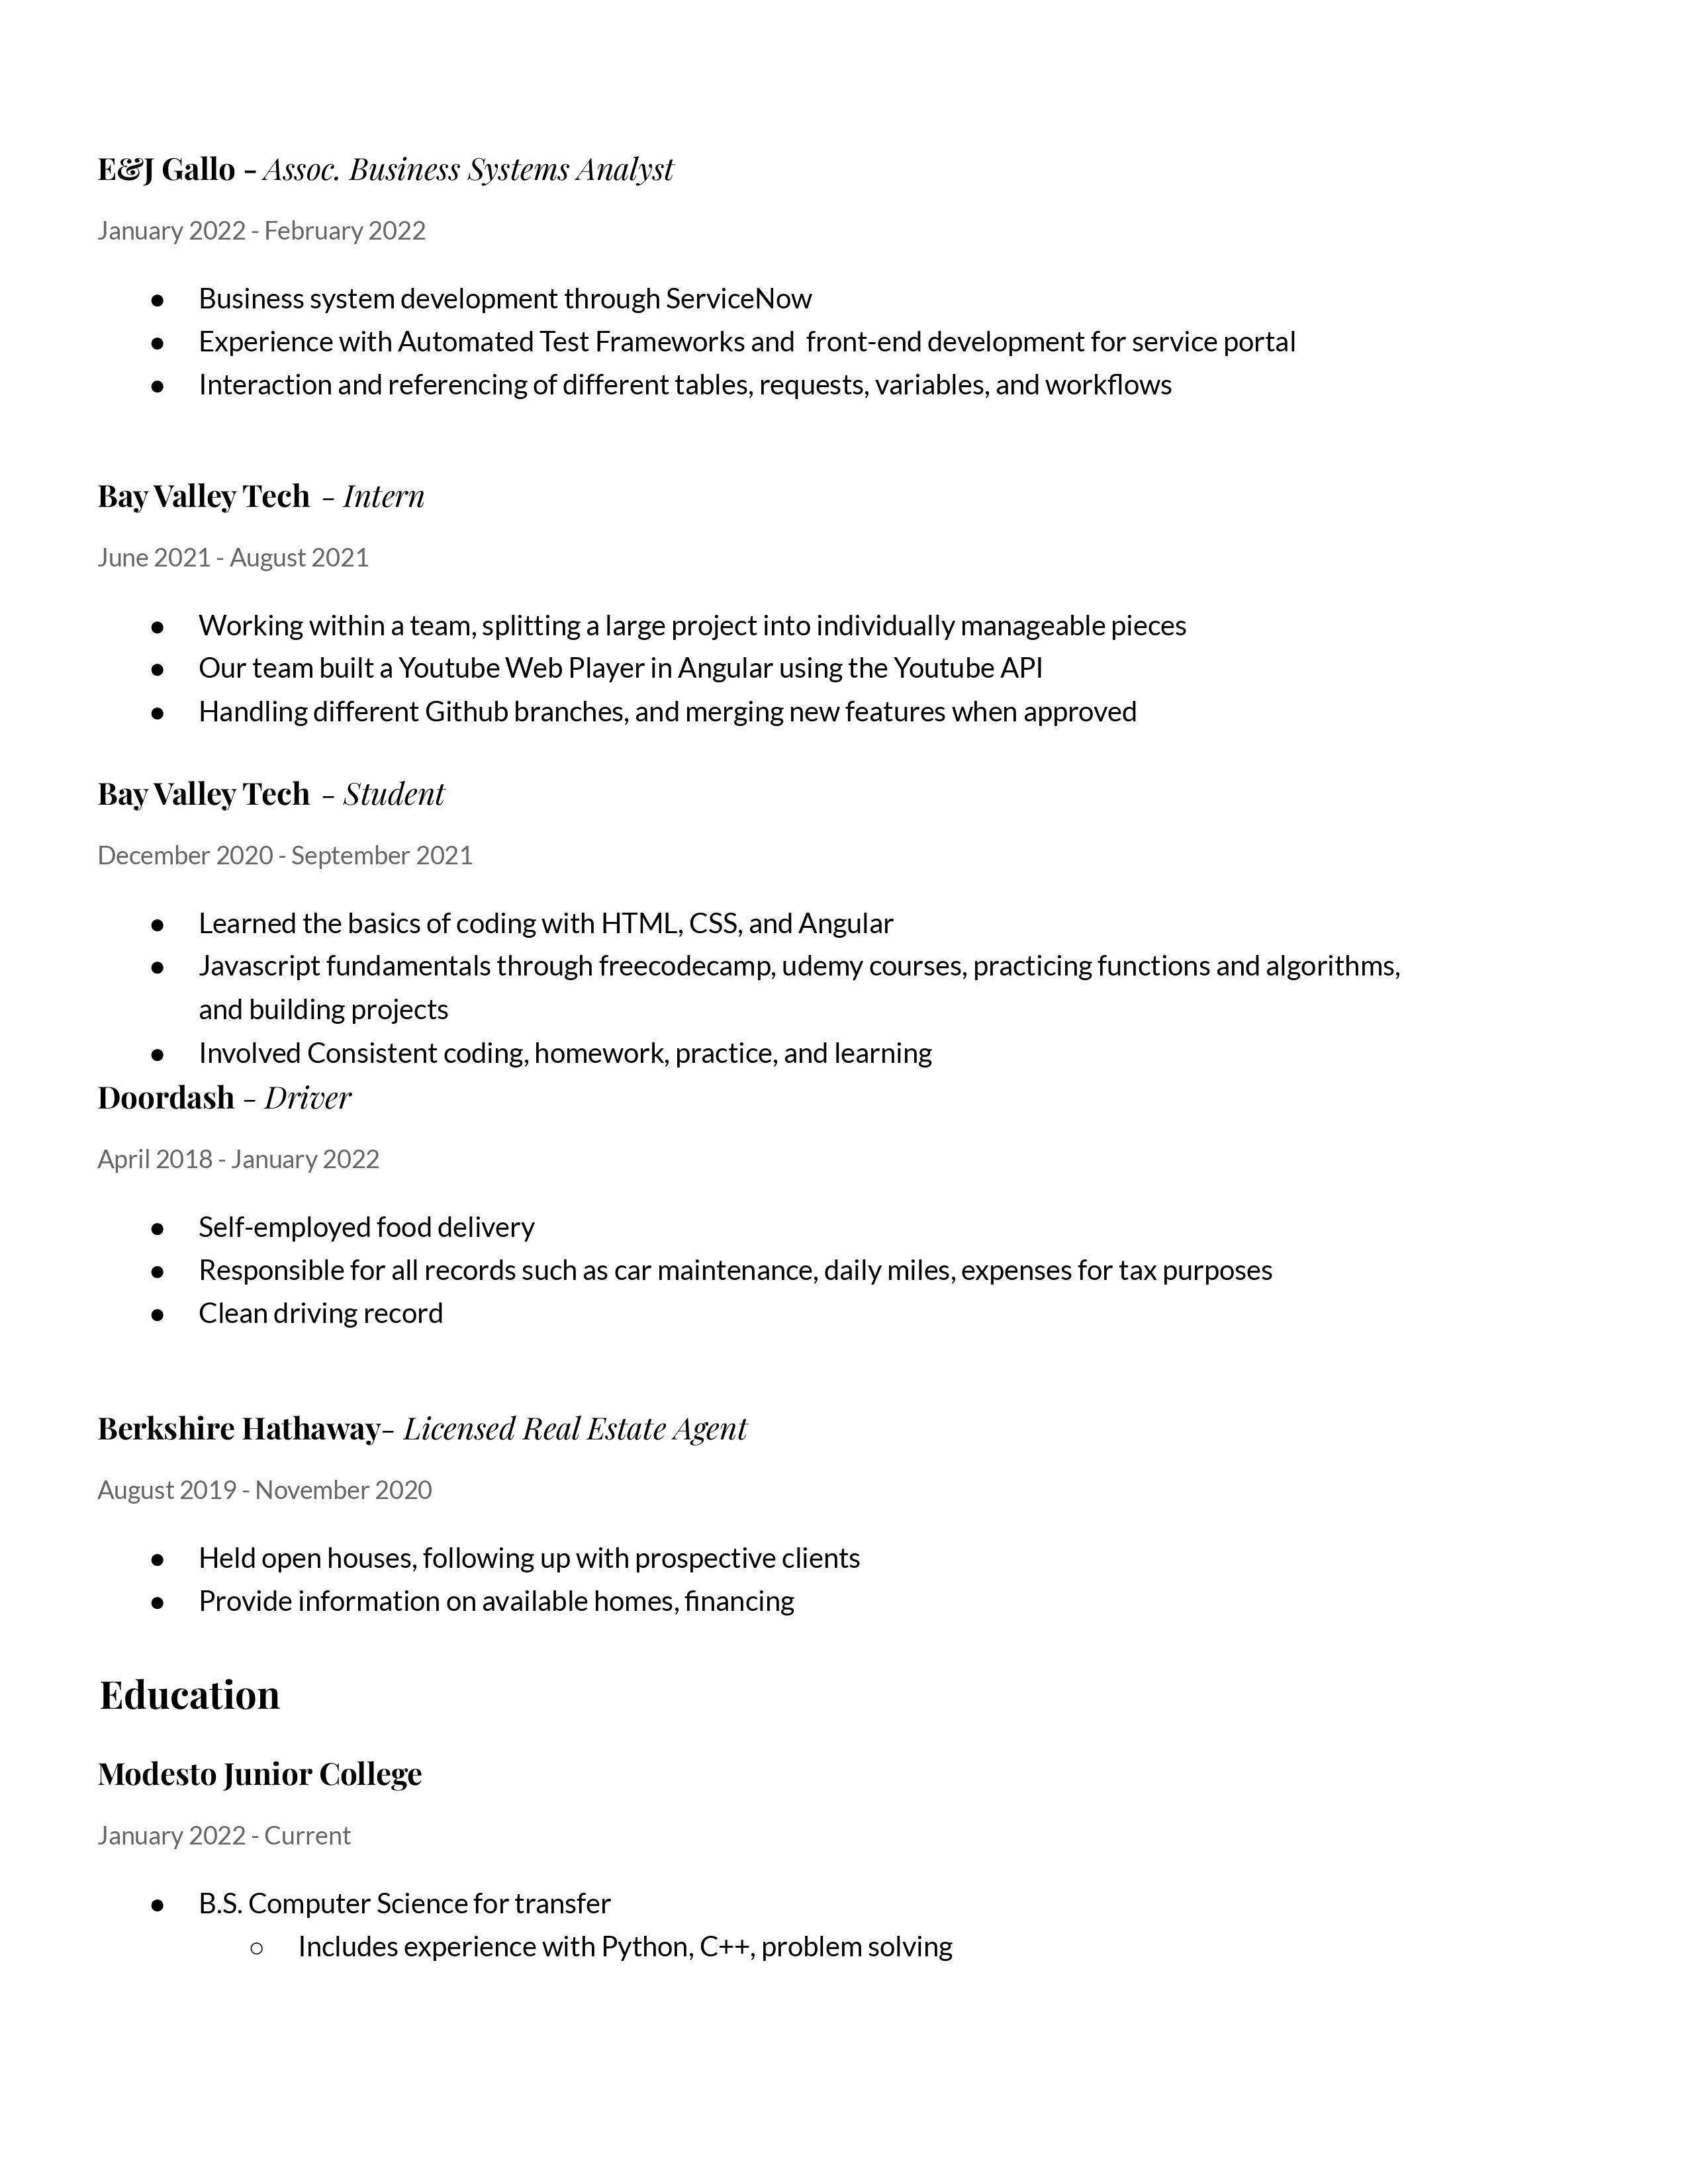 E&J Gallo - Assoc. Business Systems Analyst
January 2022 - February 2022
● Business system development through ServiceNow
● Experience with Automated Test Frameworks and  front-end development for service portal
● Interaction and referencing of different tables, requests, variables, and workflows
Bay Valley Tech - Intern
June 2021 - August 2021
● Working within a team, splitting a large project into individually manageable pieces
● Our team built a Youtube Web Player in Angular using the Youtube API
● Handling different Github branches, and merging new features when approved
Bay Valley Tech - Student
December 2020 - September 2021
● Learned the basics of coding with HTML, CSS, and Angular
● Javascript fundamentals through freecodecamp, udemy courses, practicing functions and algorithms,
and building projects
● Involved Consistent coding, homework, practice, and learning
Doordash - Driver
April 2018 - January 2022
● Self-employed food delivery
● Responsible for all records such as car maintenance, daily miles, expenses for tax purposes
● Clean driving record
Berkshire Hathaway- Licensed Real Estate Agent
August 2019 - November 2020
● Held open houses, following up with prospective clients
● Provide information on available homes, financing
Education
Modesto Junior College
January 2022 - Current
● B.S. Computer Science for transfer
○ Includes experience with Python, C++, problem solving